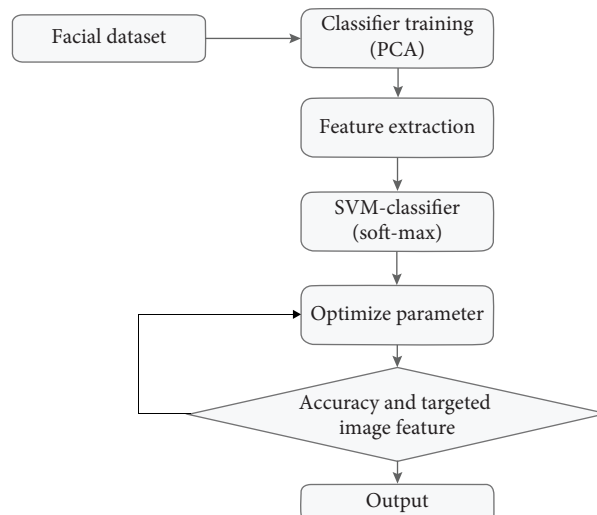 Facial dataset
Classifier training
(PCA)
Feature extraction
SVM-classifier
(soft-max)
Optimize parameter
Accuracy and targeted
image feature
Output